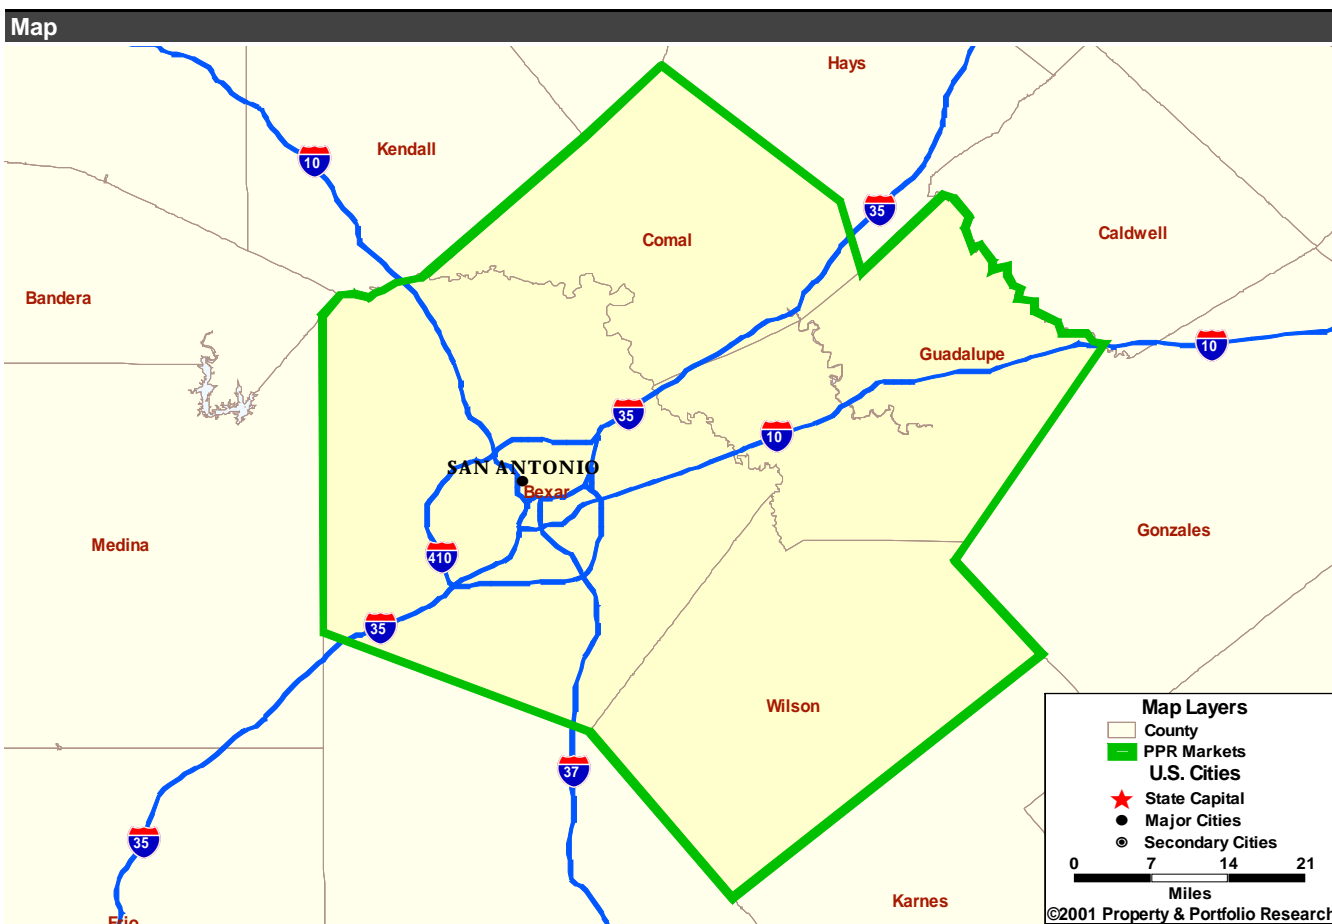 Map
Hays
Kendall
10
35
Comal
Caldwell
Bandera
10
Guadalupe
35
10
SAN ANTONIO
Bexar
Medina
Gonzales
410
35
Wilson
37
35
Karnes
Frio
Map Layers
County
PPR Markets
U.S. Cities
State Capital
Major Cities
Secondary Cities
0 7 14 21
Miles
©2001 Property & Portfolio Research